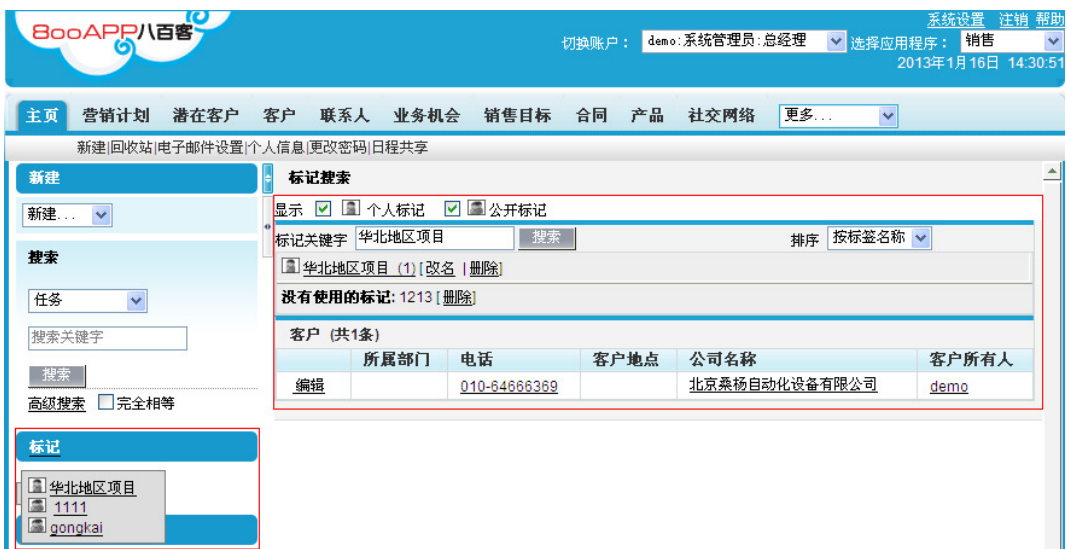 8ooAPP八百客
系统设置 注销 帮助
切换账户： demo:系统管理员:总经理 选择应用程序： 销售
2013年1月16日 14:30:51
主页 营销计划 潜在客户 客户 联系人 业务机会 销售目标 合同 产品 社交网络 更多...
新建|回收站|电子邮件设置|个人信息|更改密码|日程共享
新建
新建...
搜索
任务
搜索关键字
搜索
高级搜索 完全相等
标记
华北地区项目
1111
gongkai
标记搜索
显示 个人标记 公开标记
标记关键字 华北地区项目 搜索 排序 按标签名称
华北地区项目 (1) [改名 | 删除]
没有使用的标记: 1213 [删除]
客户 (共1条)
所属部门 电话 客户地点 公司名称 客户所有人
编辑 010-64666369 北京桑杨自动化设备有限公司 demo